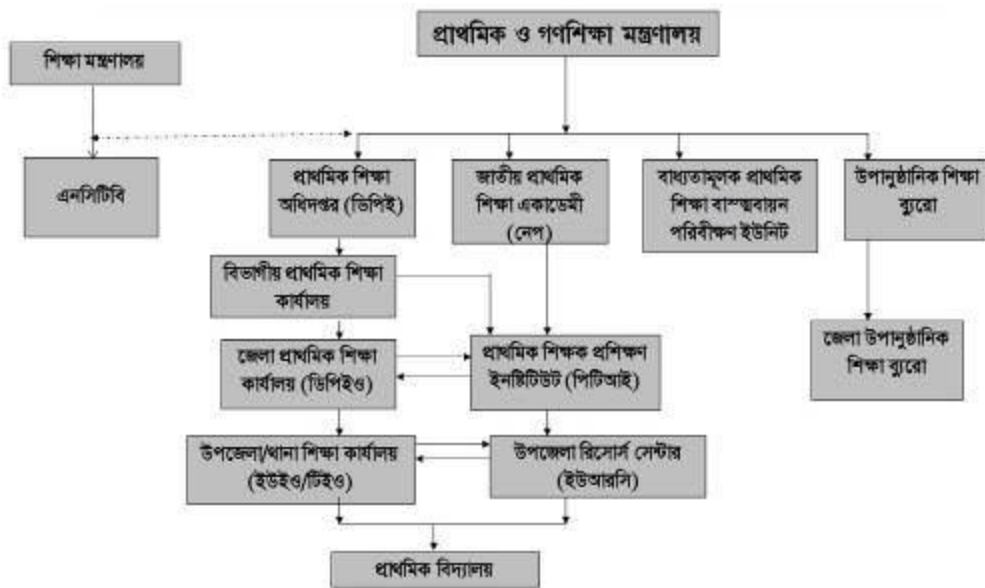 প্রাথমিক ও গণশিক্ষা মন্ত্রণালয়
শিক্ষা মন্ত্রণালয়
এনসিটিবি
প্রাথমিক শিক্ষা
অধিদপ্তর (ডিপিই)
জাতীয় প্রাথমিক
শিক্ষা একাডেমী
(নেপ)
বাধ্যতামূলক প্রাথমিক
শিক্ষা বাস্ত্মবায়ন
পরিবীক্ষণ ইউনিট
উপানুষ্ঠানিক শিক্ষা
ব্যুরো
বিভাগীয় প্রাথমিক শিক্ষা
কার্যালয়
জেলা প্রাথমিক শিক্ষা
কার্যালয় (ডিপিইও)
প্রাথমিক শিক্ষক প্রশিক্ষণ
ইনষ্টিটিউট (পিটিআই)
জেলা উপানুষ্ঠানিক
শিক্ষা ব্যুরো
উপজেলা/থানা শিক্ষা কার্যালয়
(ইউইও/টিইও)
উপজেলা রিসোর্স সেন্টার
(ইউআরসি)
প্রাথমিক বিদ্যালয়